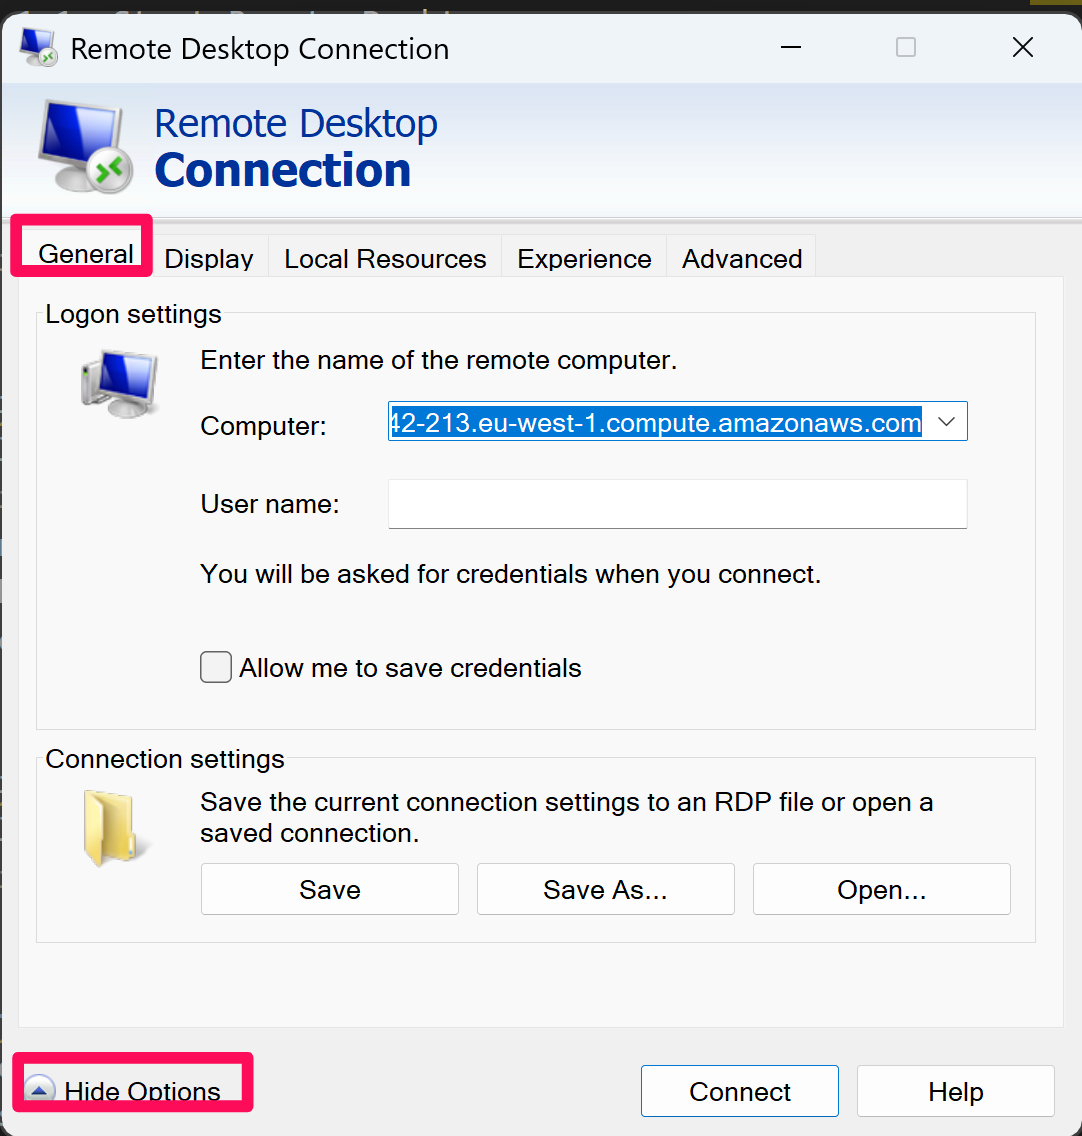 Remote Desktop Connection
Remote Desktop
Connection
General
Display
Local Resources
Experience
Advanced
Logon settings
Enter the name of the remote computer.
Computer:
42-213.eu-west-1.compute.amazonaws.com
User name:
You will be asked for credentials when you connect.
Allow me to save credentials
Connection settings
Save the current connection settings to an RDP file or open a
saved connection.
Save
Save As...
Open...
Hide Options
Connect
Help